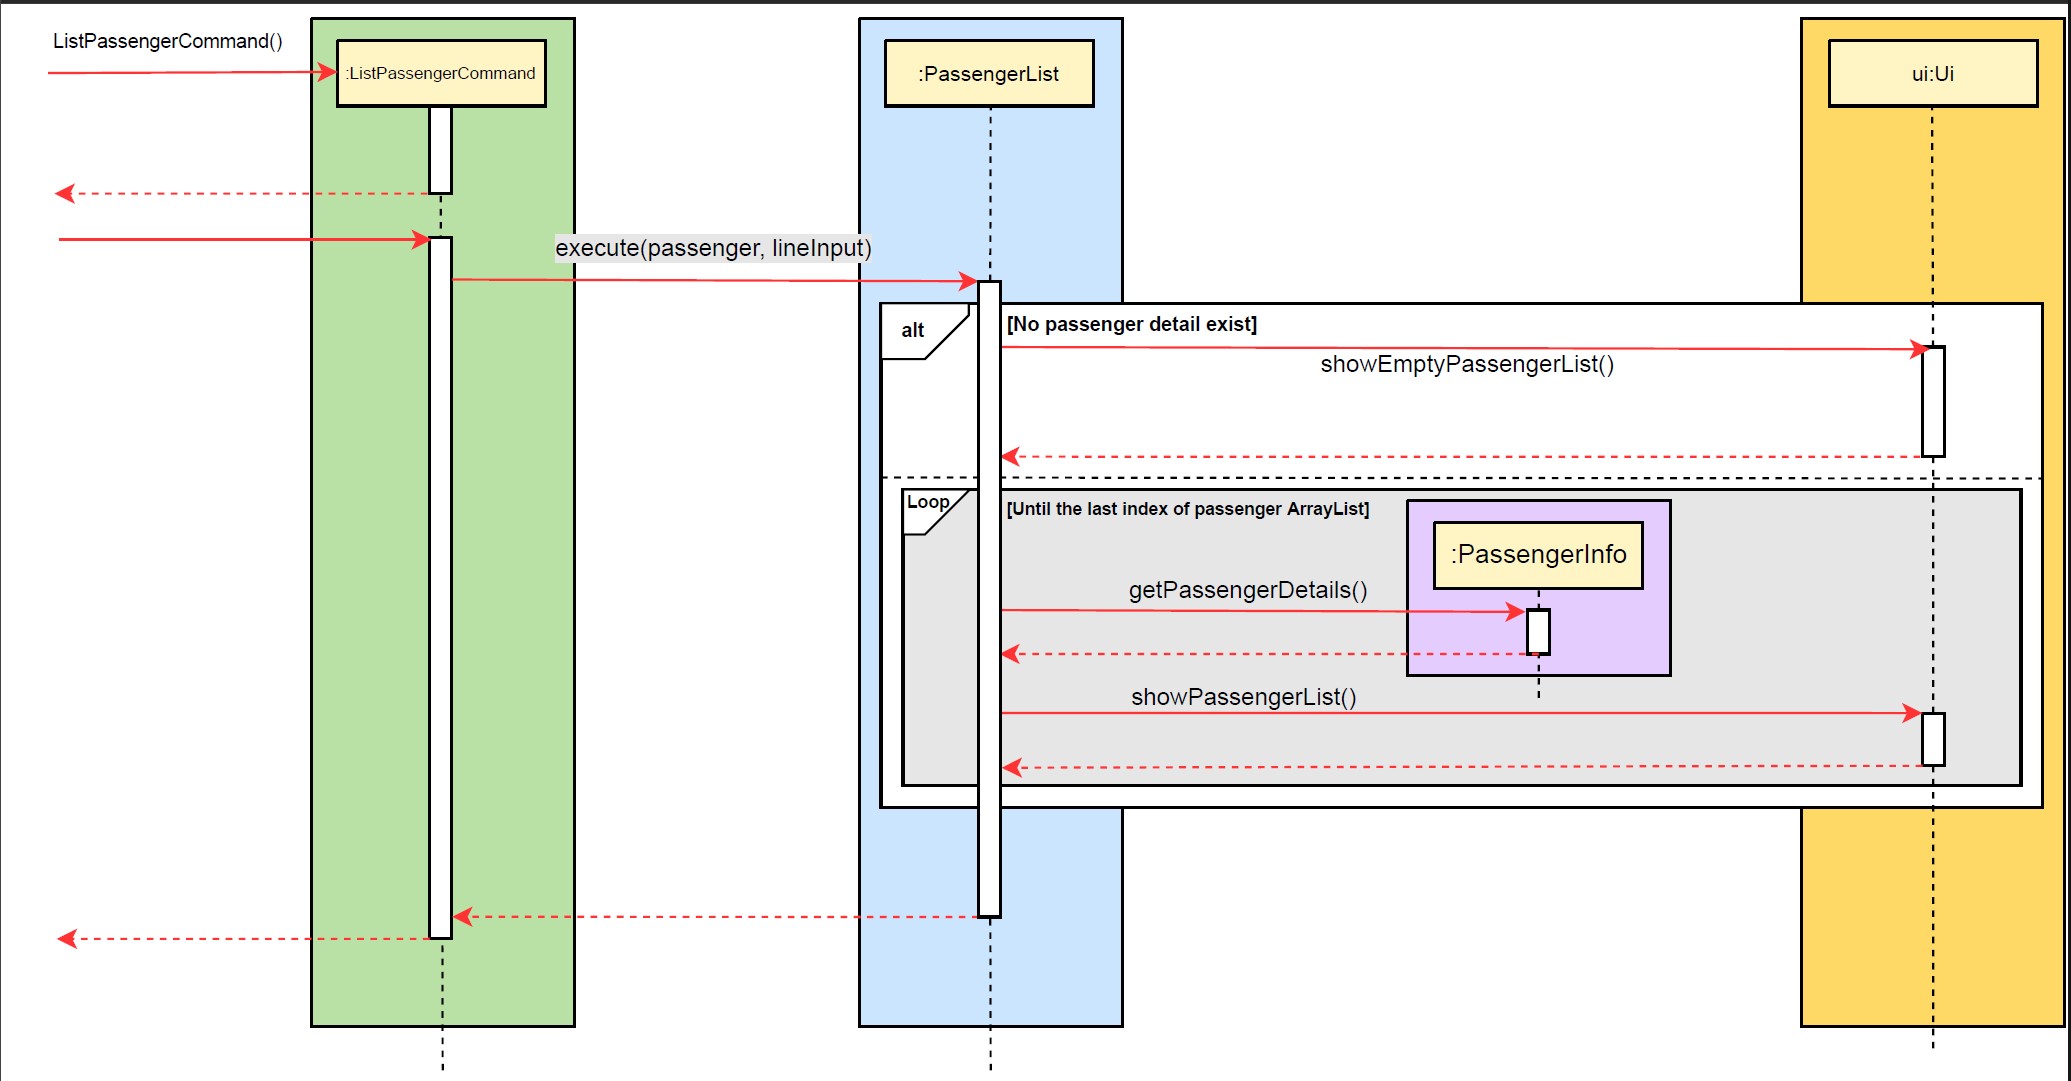 ListPassengerCommand()
:ListPassengerCommand
:PassengerList
ui:Ui
execute(passenger, lineInput)
alt
[No passenger detail exist]
showEmptyPassengerList()
Loop
[Until the last index of passenger ArrayList]
:PassengerInfo
getPassengerDetails()
showPassengerList()